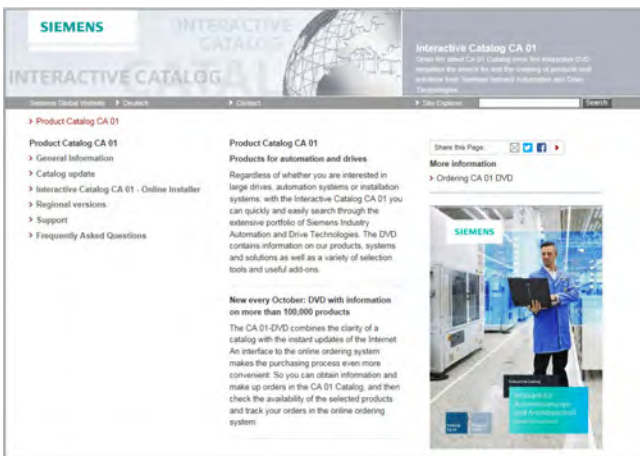 SIEMENS
INTERACTIVE
CATALOG
INTERACTIVE CATALOG
Interactive Catalog CA 01
Technologies
Siemens Global Website
Deutsch
Contact
Site Explorer
Search
Product Catalog CA 01
Product Catalog CA 01
General Information
Catalog update
Interactive Catalog CA 01 - Online Installer
Regional versions
Support
Frequently Asked Questions
Product Catalog CA 01
Products for automation and drives
Regardless of whether you are interested in
large drives, automation systems or installation
systems: with the Interactive Catalog CA 01 you
can quickly and easily search through the
extensive portfolio of Siemens Industry
Automation and Drive Technologies. The DVD
contains information on our products, systems
and solutions as well as a variety of selection
tools and useful add-ons.
New every October: DVD with information
on more than 100,000 products
The CA 01-DVD combines the clarity of a
catalog with the instant updates of the Internet
An interface to the online ordering system
makes the purchasing process even more
convenient: So you can obtain information and
make up orders in the CA 01 Catalog, and then
check the availability of the selected products
and track your orders in the online ordering
system
Share this Page:
More information
Ordering CA 01 DVD
SIEMENS